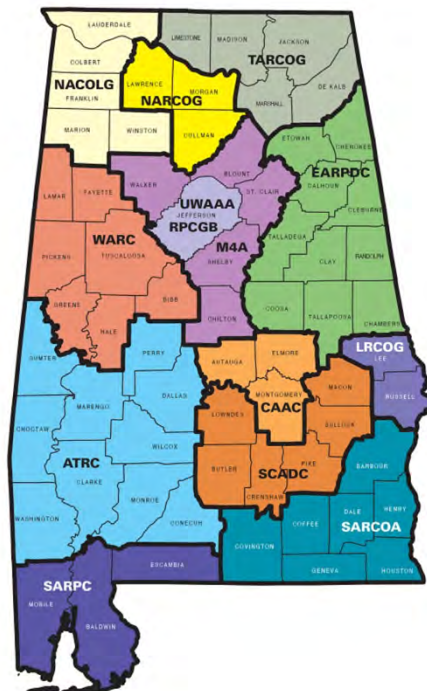 LAUDERDALE
LIMESTONE
MADISON
JACKSON
COLBERT
TARCOG
LAWRENCE
MORGAN
NACOLG
NARCOG
FRANKLIN
MARSHALL
DE KALB
MARION
WINSTON
CULLMAN
ETOWAH
CHEROKEE
WALKER
BLOUNT
EARPDC
CALHOUN
LAMAR
FAYETTE
UWAAA
ST. CLAIR
JEFFERSON
RPCGB
CLEBURNE
WARC
M4A
TALLADEGA
PICKENS
TUSCALOOSA
SHELBY
CLAY
RANDOLPH
GREENE
BIBB
HALE
CHILTON
COOSA
TALLAPOOSA
CHAMBERS
SUMTER
PERRY
AUTAUGA
ELMORE
LRCOG
LEE
MARENGO
DALLAS
MONTGOMERY
MACON
RUSSELL
CHOCTAW
LOWNDES
CAAC
BULLOCK
WILCOX
ATRC
CLARKE
BUTLER
PIKE
BARBOUR
SCADC
MONROE
CRENSHAW
DALE
HENRY
WASHINGTON
CONECUH
COFFEE
SARCOA
COVINGTON
ESCAMBIA
GENEVA
HOUSTON
SARPC
MOBILE
BALDWIN